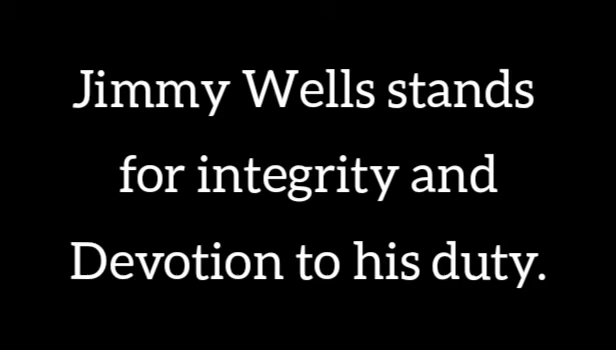 Jimmy Wells stands
for integrity and
Devotion to his duty.